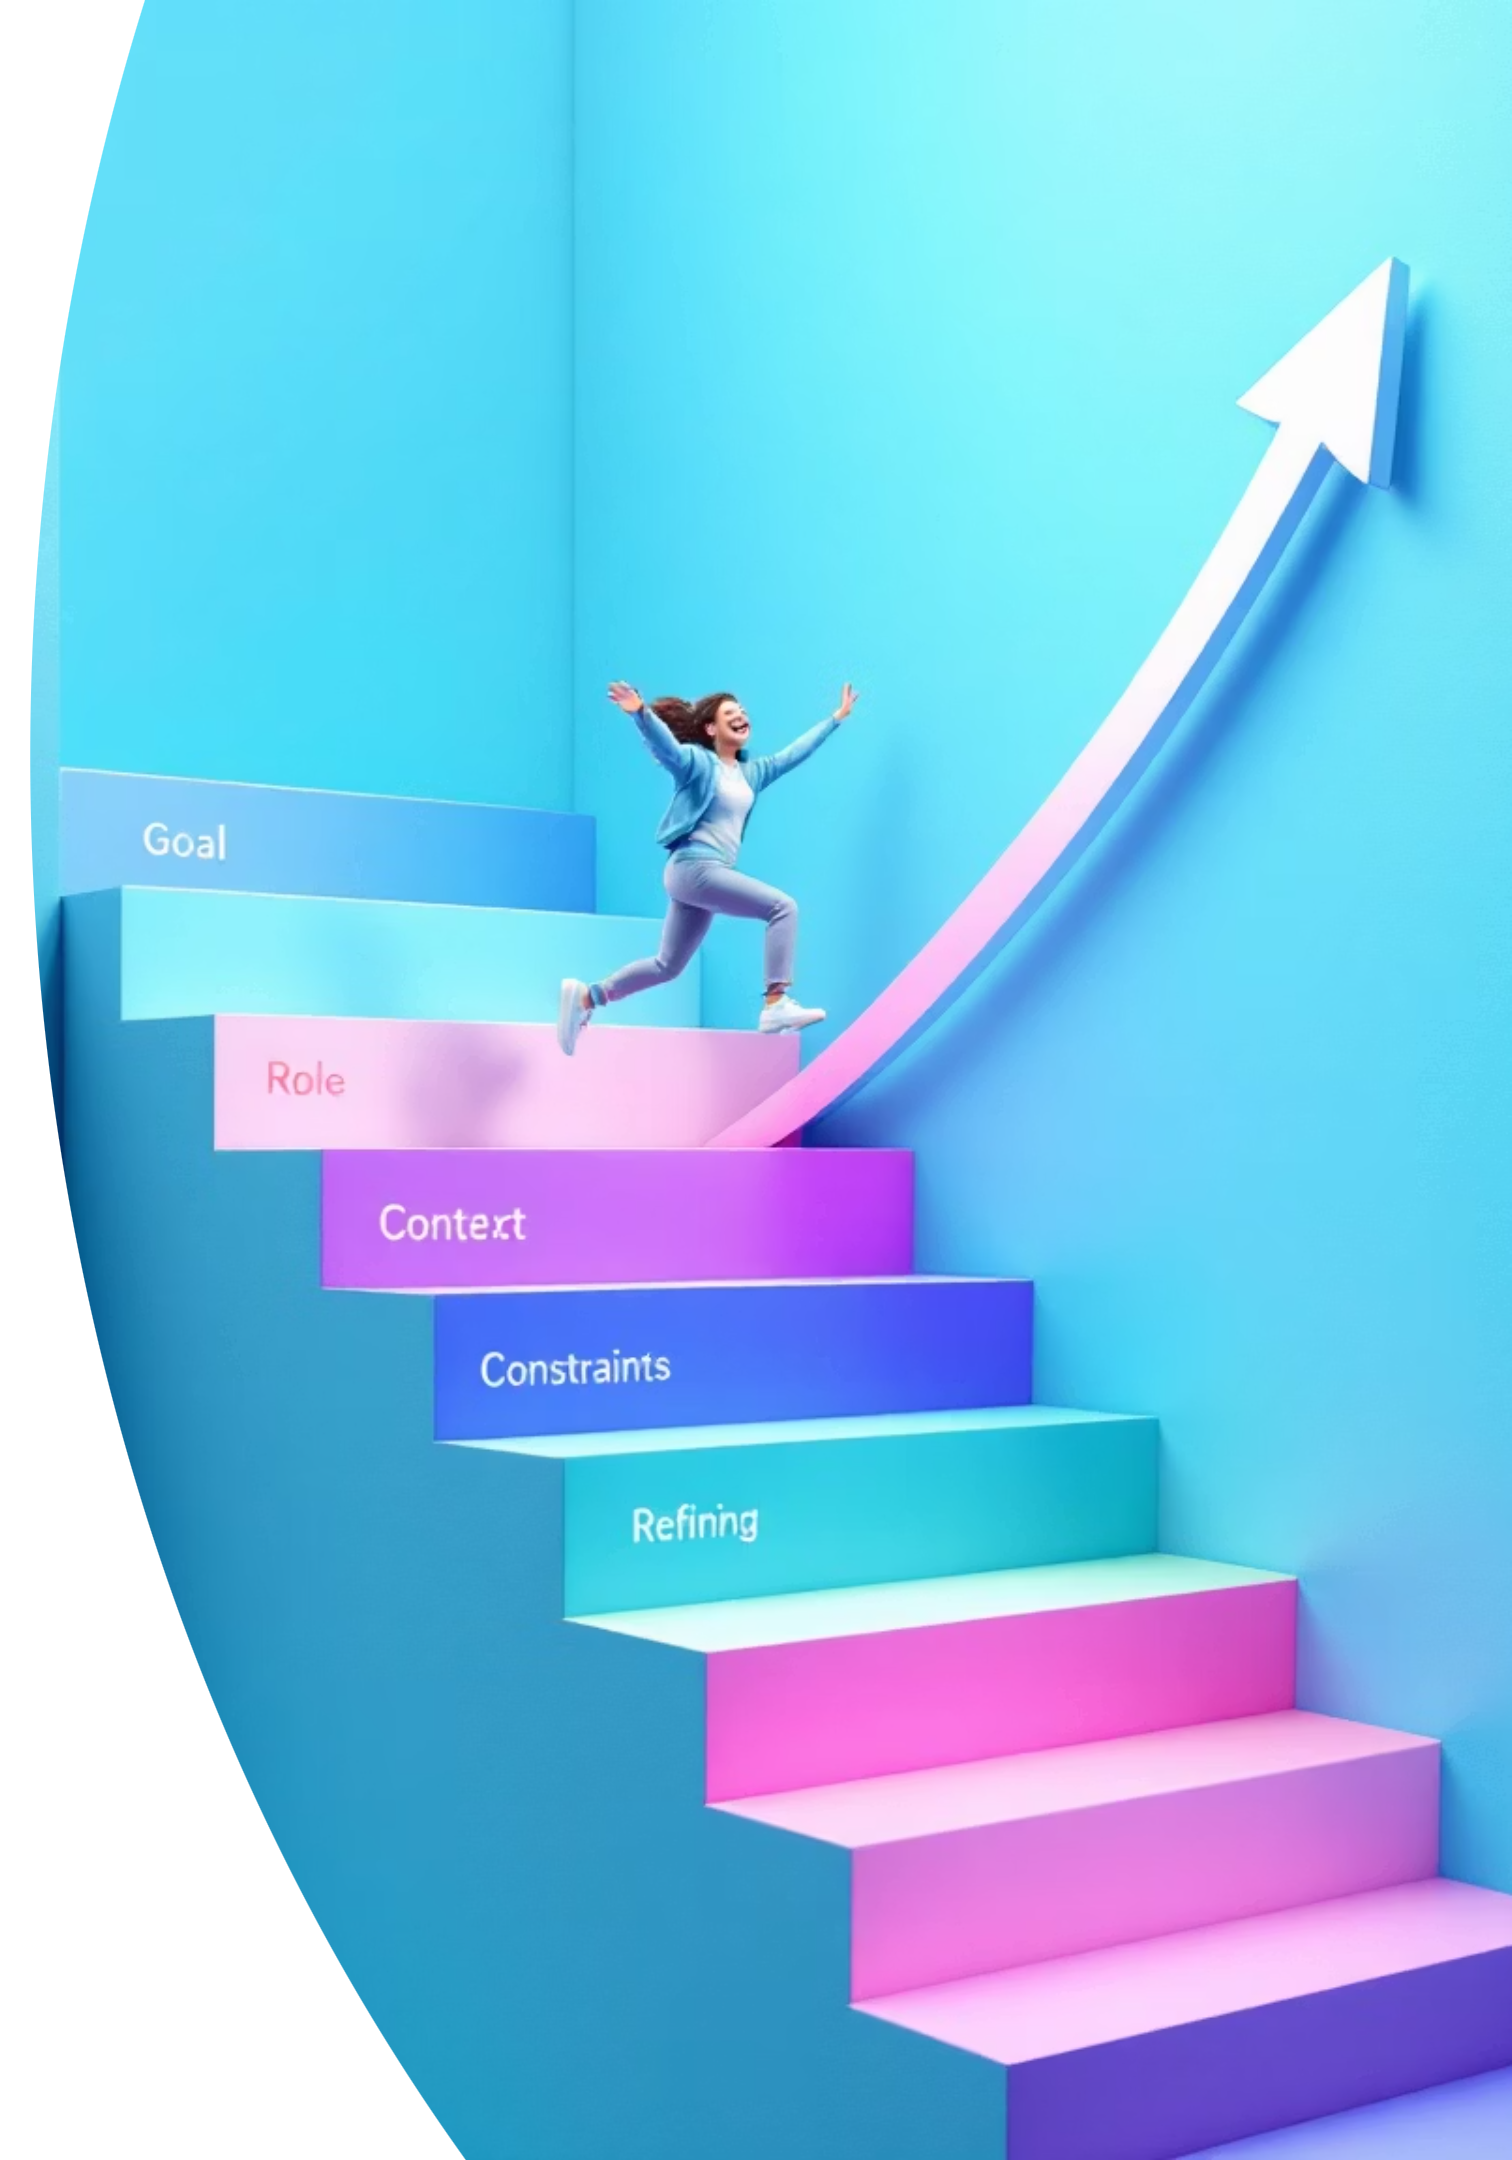 Goal
Role
Context
Constraints
Refining